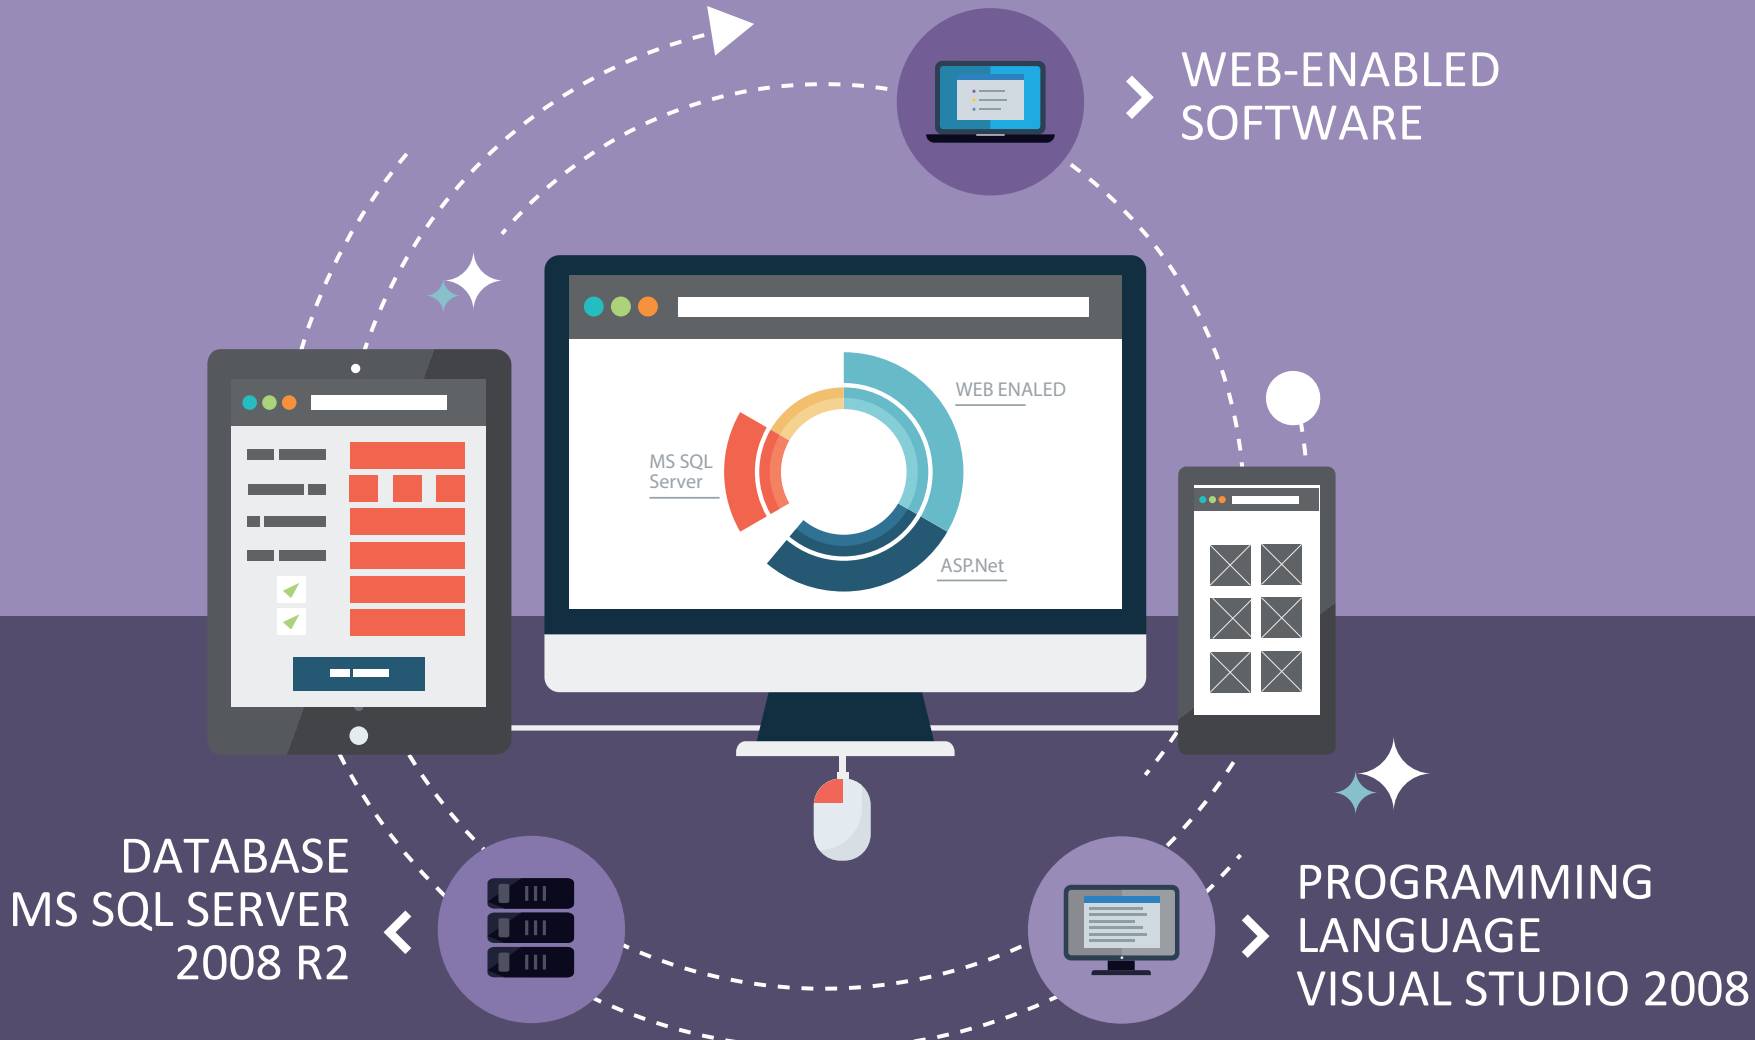 WEB-ENABLED
SOFTWARE
WEB ENALED
MS SQL
Server
ASP.Net
DATABASE
MS SQL SERVER
2008 R2
PROGRAMMING
LANGUAGE
VISUAL STUDIO 2008